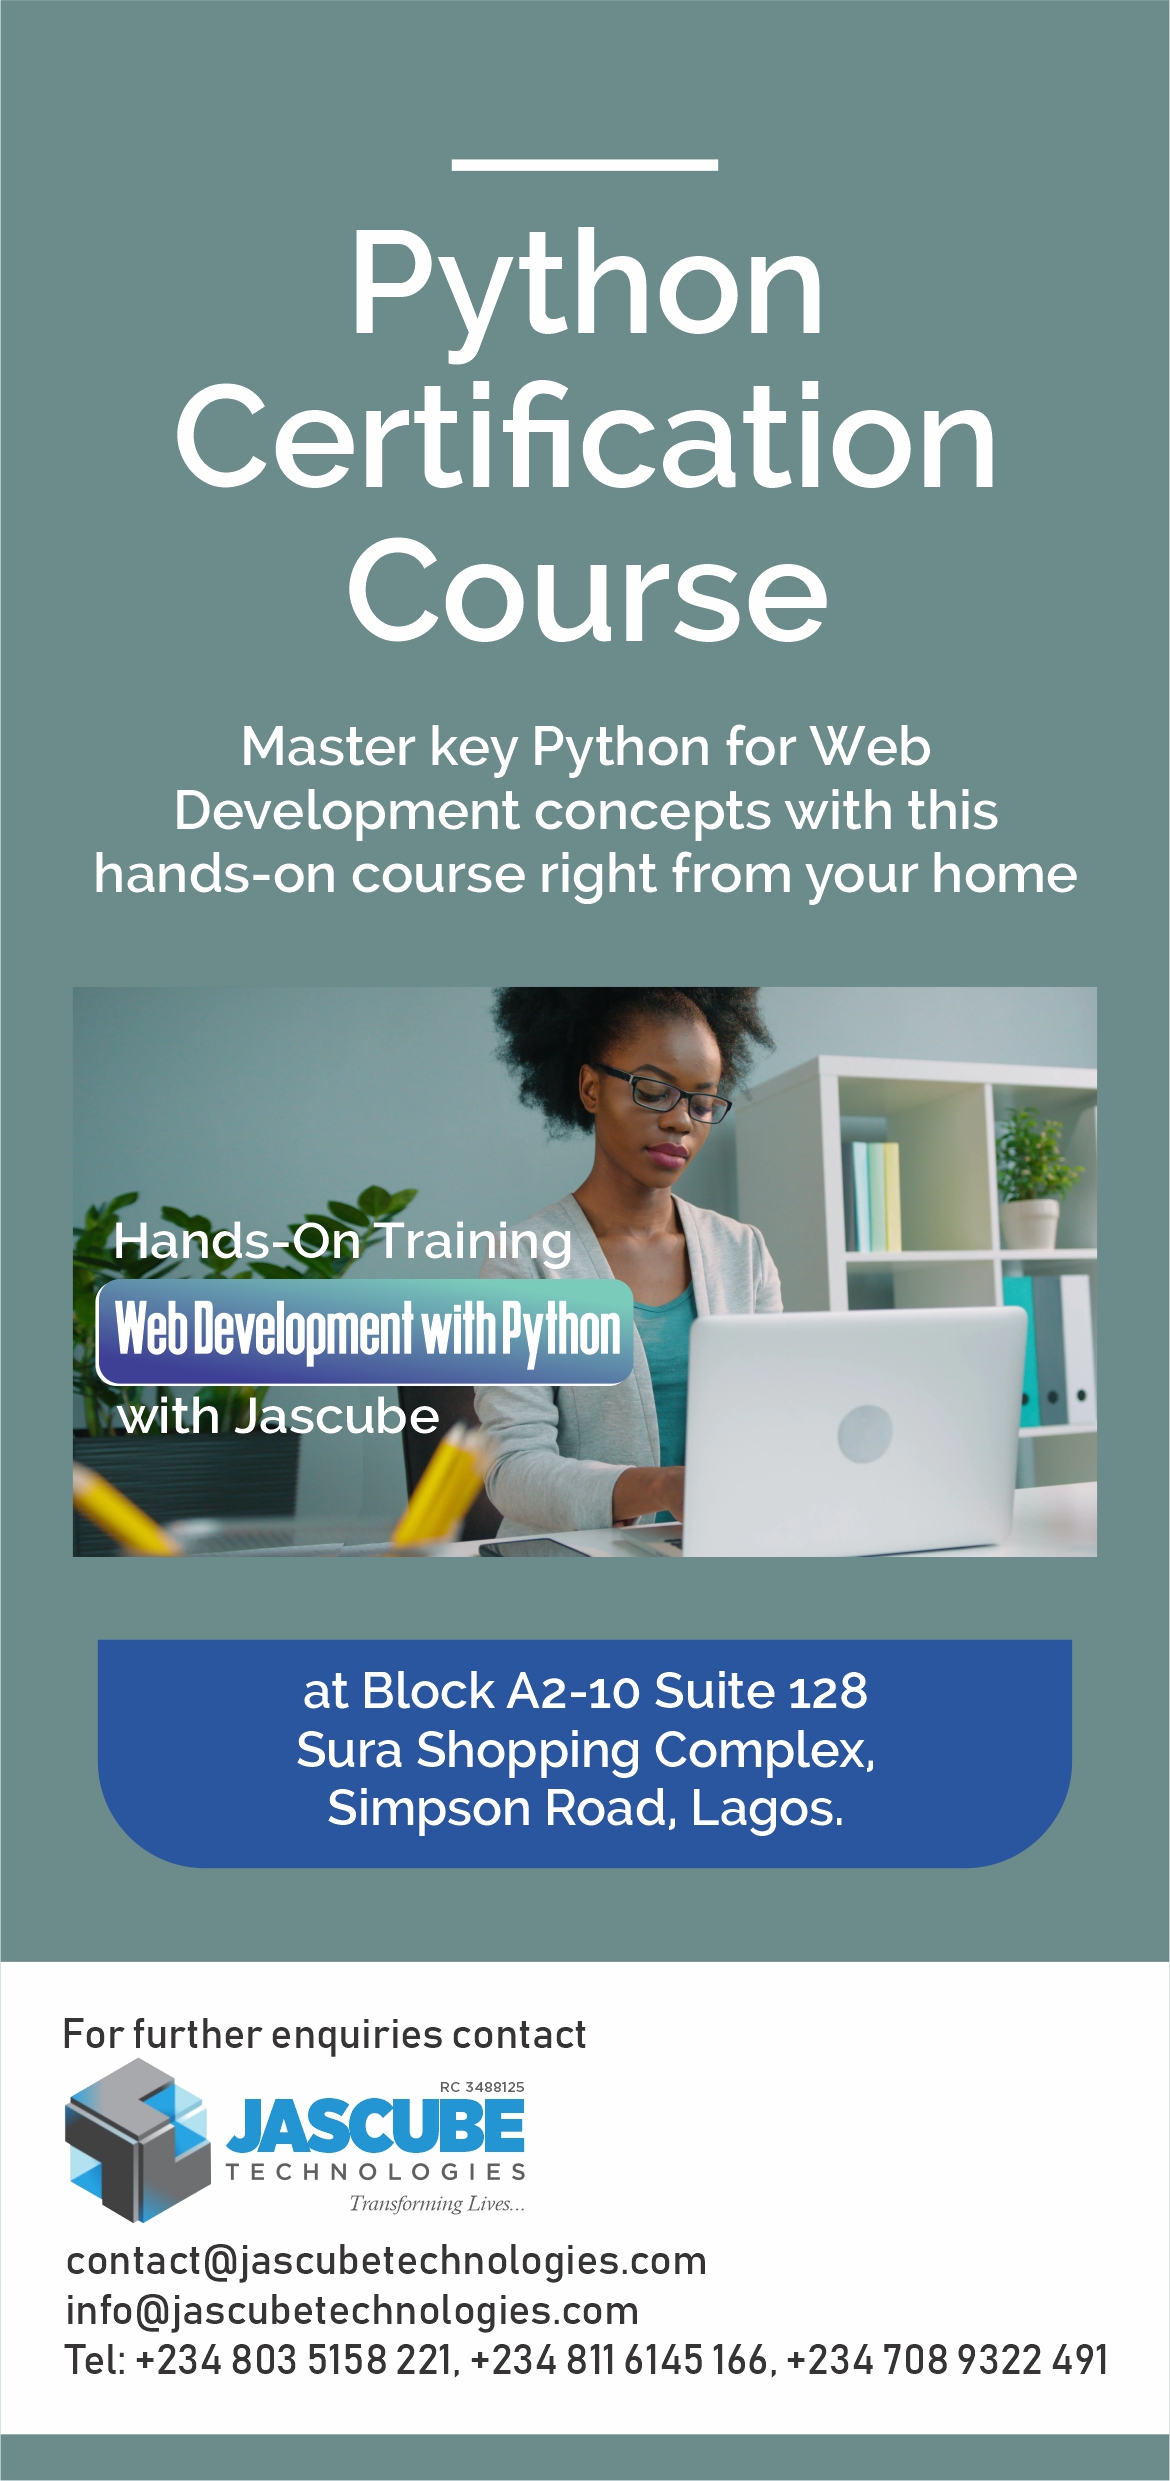 Python
Certification
Course
Master key Python for Web
Development concepts with this
hands-on course right from your home
Hands-On Training
Web Development with Python
with Jascube
at Block A2-10 Suite 128
Sura Shopping Complex,
Simpson Road, Lagos.
For further enquiries contact
RC 3488125
JASCUBE
TECHNOLOGIES
Transforming Lives...
contact@jascubetechnologies.com
info@jascubetechnologies.com
Tel: +234 803 5158 221, +234 811 6145 166, +234 708 9322 491